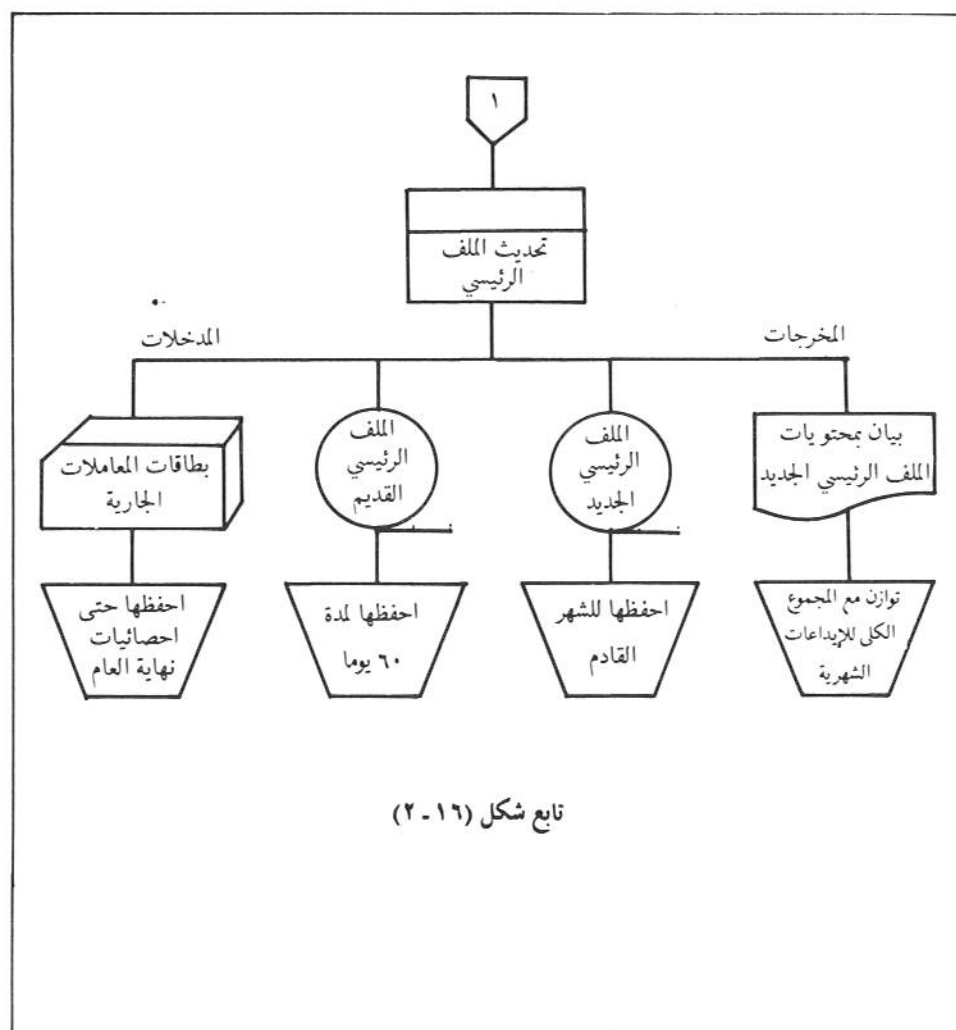 ١
تحديث الملف
الرئيسي
المخرجات
المدخلات
بيان بمحتويات
الملف الرئيسي الجديد
الملف
الرئيسي
الجديد
الملف
الرئيسي
القديم
بطاقات المعاملات
الجارية
توازن مع المجموع
الكلى للإيداعات
الشهرية
احفظها للشهر
القادم
احفظها لمدة
٦٠ يوما
احفظها حتى
احصائيات
نهاية العام
تابع شكل (١٦ - ٢)